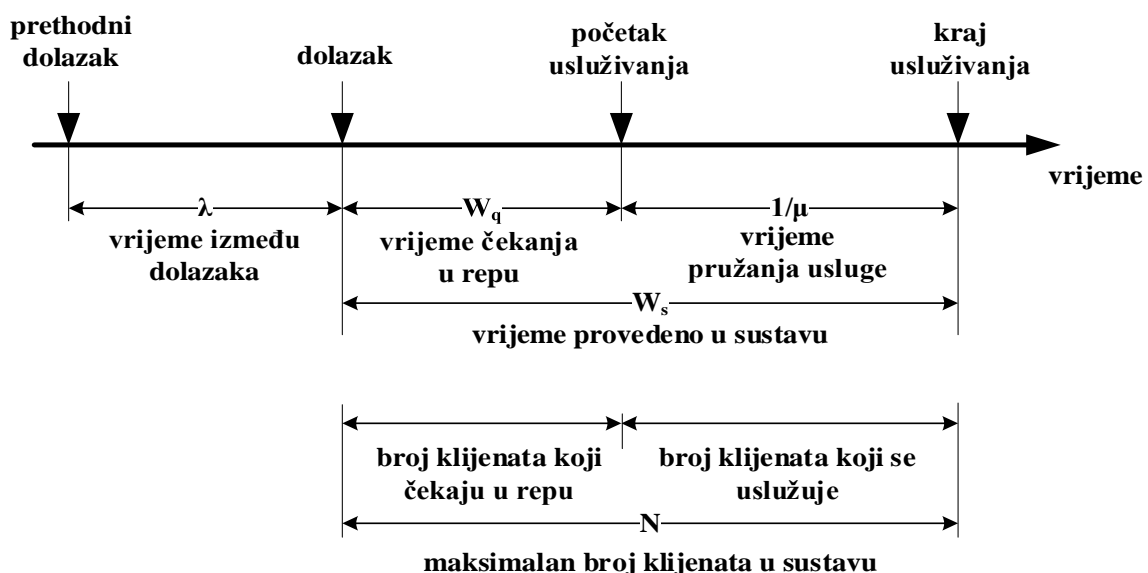 prethodni
dolazak
dolazak
početak
usluživanja
kraj
usluživanja
vrijeme
λ
vrijeme između
dolazaka
Wq
vrijeme čekanja
u repu
1/μ
vrijeme
pružanja usluge
Ws
vrijeme provedeno u sustavu
broj klijenata koji
čekaju u repu
broj klijenata koji se
uslužuje
N
maksimalan broj klijenata u sustavu